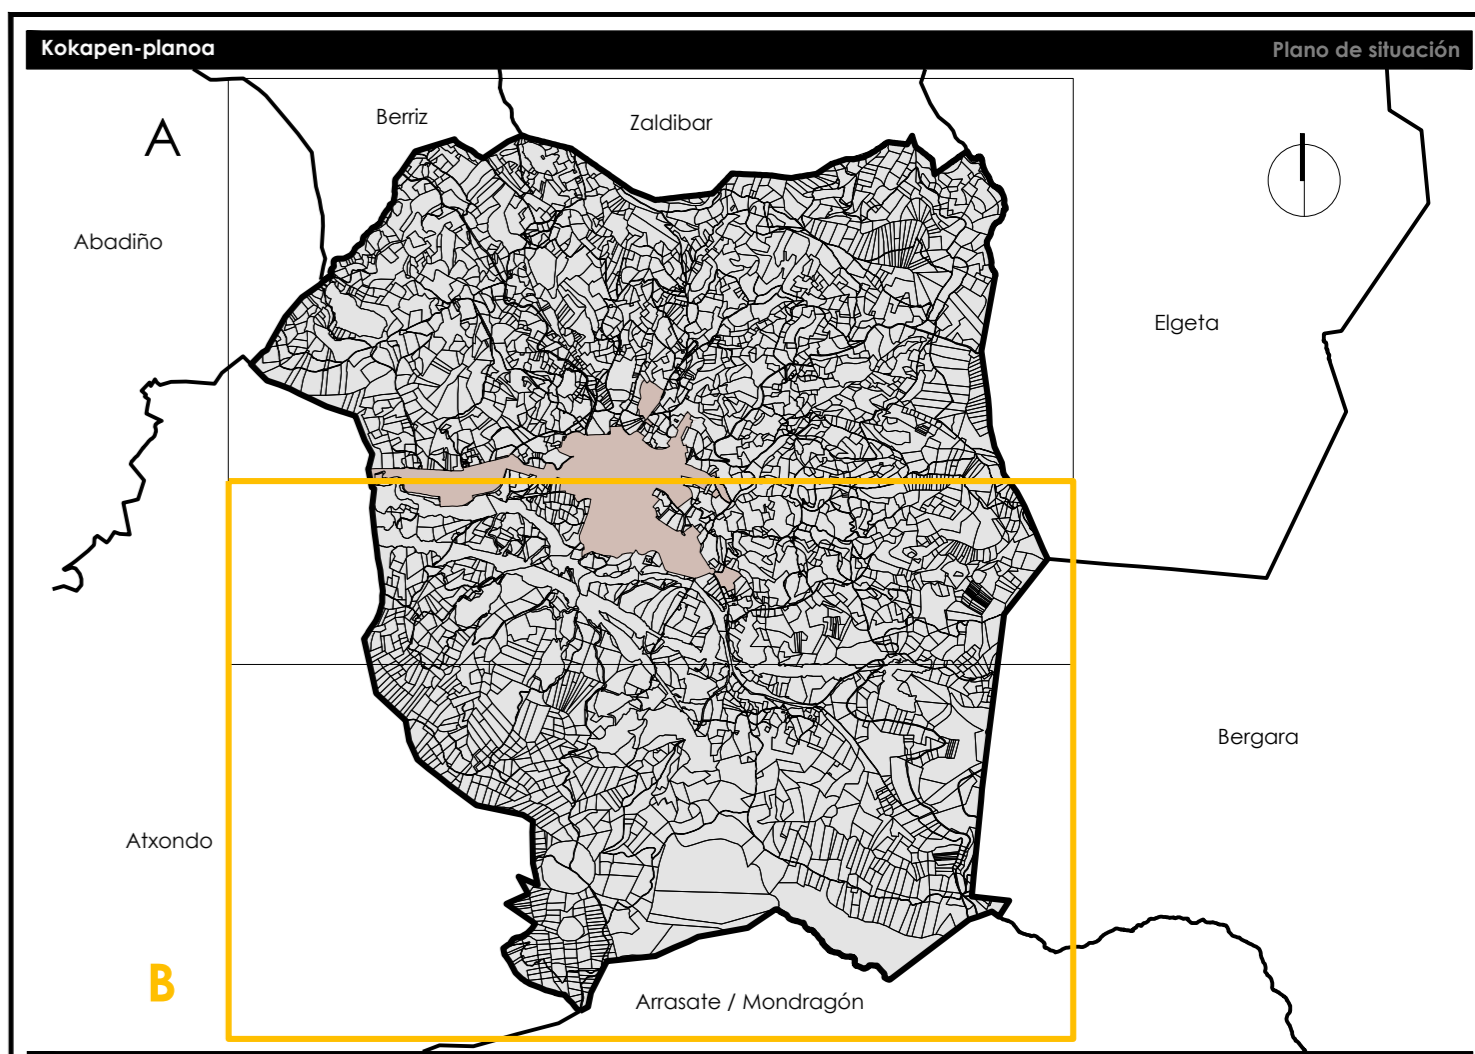 Kokapen-planoa
Plano de situación
Berriz
Zaldibar
A
Abadiño
Elgeta
Bergara
Atxondo
B
Arrasate / Mondragón